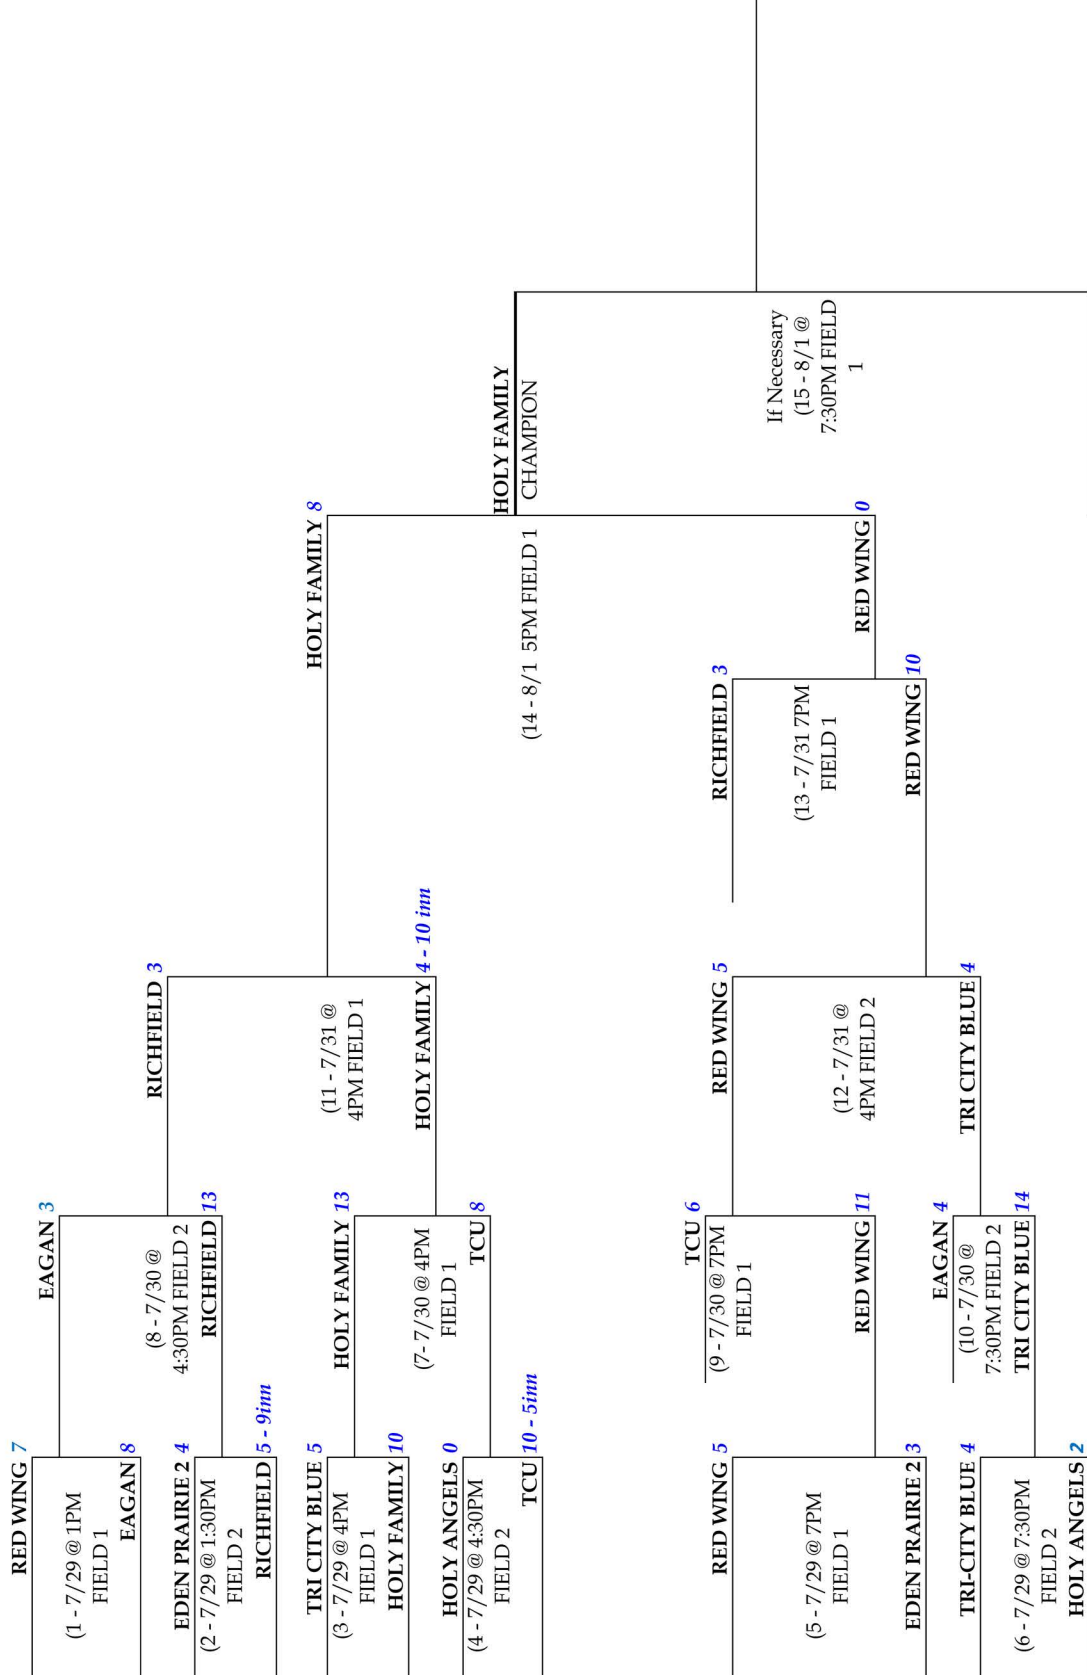 RED WING 7
(1 - 7/29 @ 1PM
FIELD 1
EAGAN 8
EDEN PRAIRIE 2 4
(2 - 7/29 @ 1:30PM
FIELD 2
RICHFIELD 5 - 9inn
TRI CITY BLUE 5
(3 - 7/29 @ 4PM
FIELD 1
HOLY FAMILY 10
HOLY ANGELS 0
(4 - 7/29 @ 4:30PM
FIELD 2
TCU 10 - 5inn
RED WING 5
(5 - 7/29 @ 7PM
FIELD 1
EDEN PRAIRIE 2 3
TRI-CITY BLUE 4
(6 - 7/29 @ 7:30PM
FIELD 2
HOLY ANGELS 2
EAGAN 3
(8 - 7/30 @
4:30PM FIELD 2
RICHFIELD 13
HOLY FAMILY 13
(7- 7/30 @ 4PM
FIELD 1
TCU 8
TCU 6
(9 - 7/30 @ 7PM
FIELD 1
RED WING 11
EAGAN 4
(10 - 7/30 @
7:30PM FIELD 2
TRI CITY BLUE 14
RICHFIELD 3
(11 - 7/31 @
4PM FIELD 1
HOLY FAMILY 4 - 10 inn
RED WING 5
(12 - 7/31 @
4PM FIELD 2
TRI CITY BLUE 4
RICHFIELD 3
(13 - 7/31 7PM
FIELD 1
RED WING 10
HOLY FAMILY 8
(14 - 8/1 5PM FIELD 1
RED WING 0
HOLY FAMILY
CHAMPION
If Necessary
(15 - 8/1 @
7:30PM FIELD
1